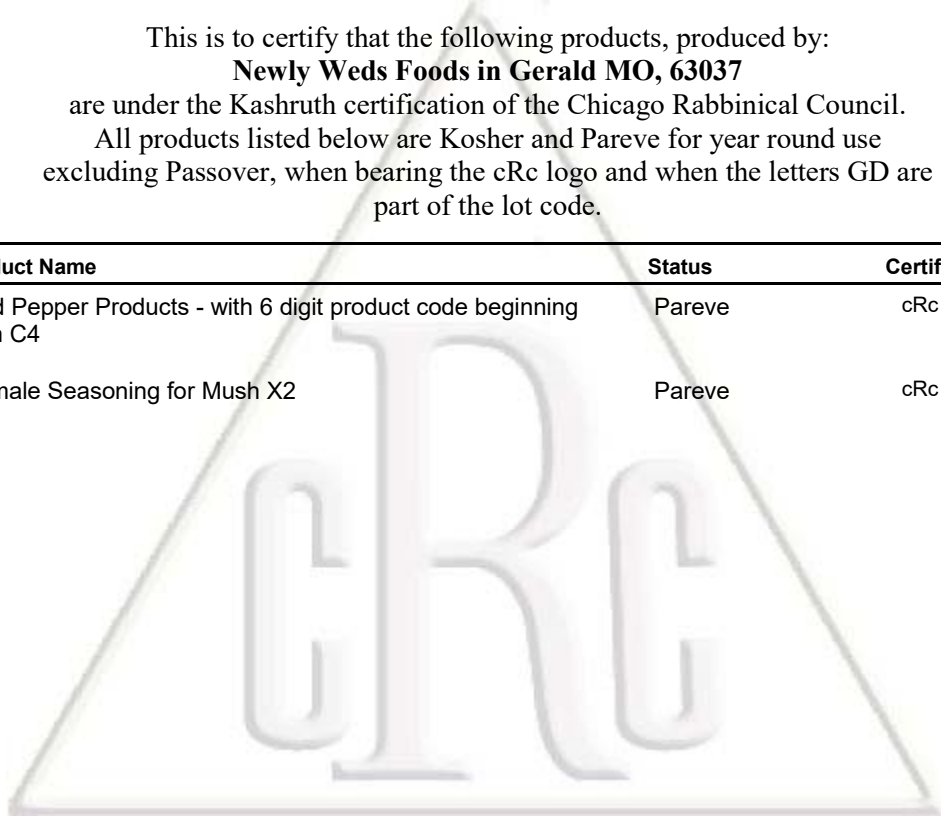 This is to certify that the following products, produced by:
Newly Weds Foods in Gerald MO, 63037
are under the Kashruth certification of the Chicago Rabbinical Council.
All products listed below are Kosher and Pareve for year round use
excluding Passover, when bearing the cRc logo and when the letters GD are
part of the lot code.
duct Name Status Certif
d Pepper Products - with 6 digit product code beginning Pareve cRc
C4
male Seasoning for Mush X2 Pareve cRc
cRc